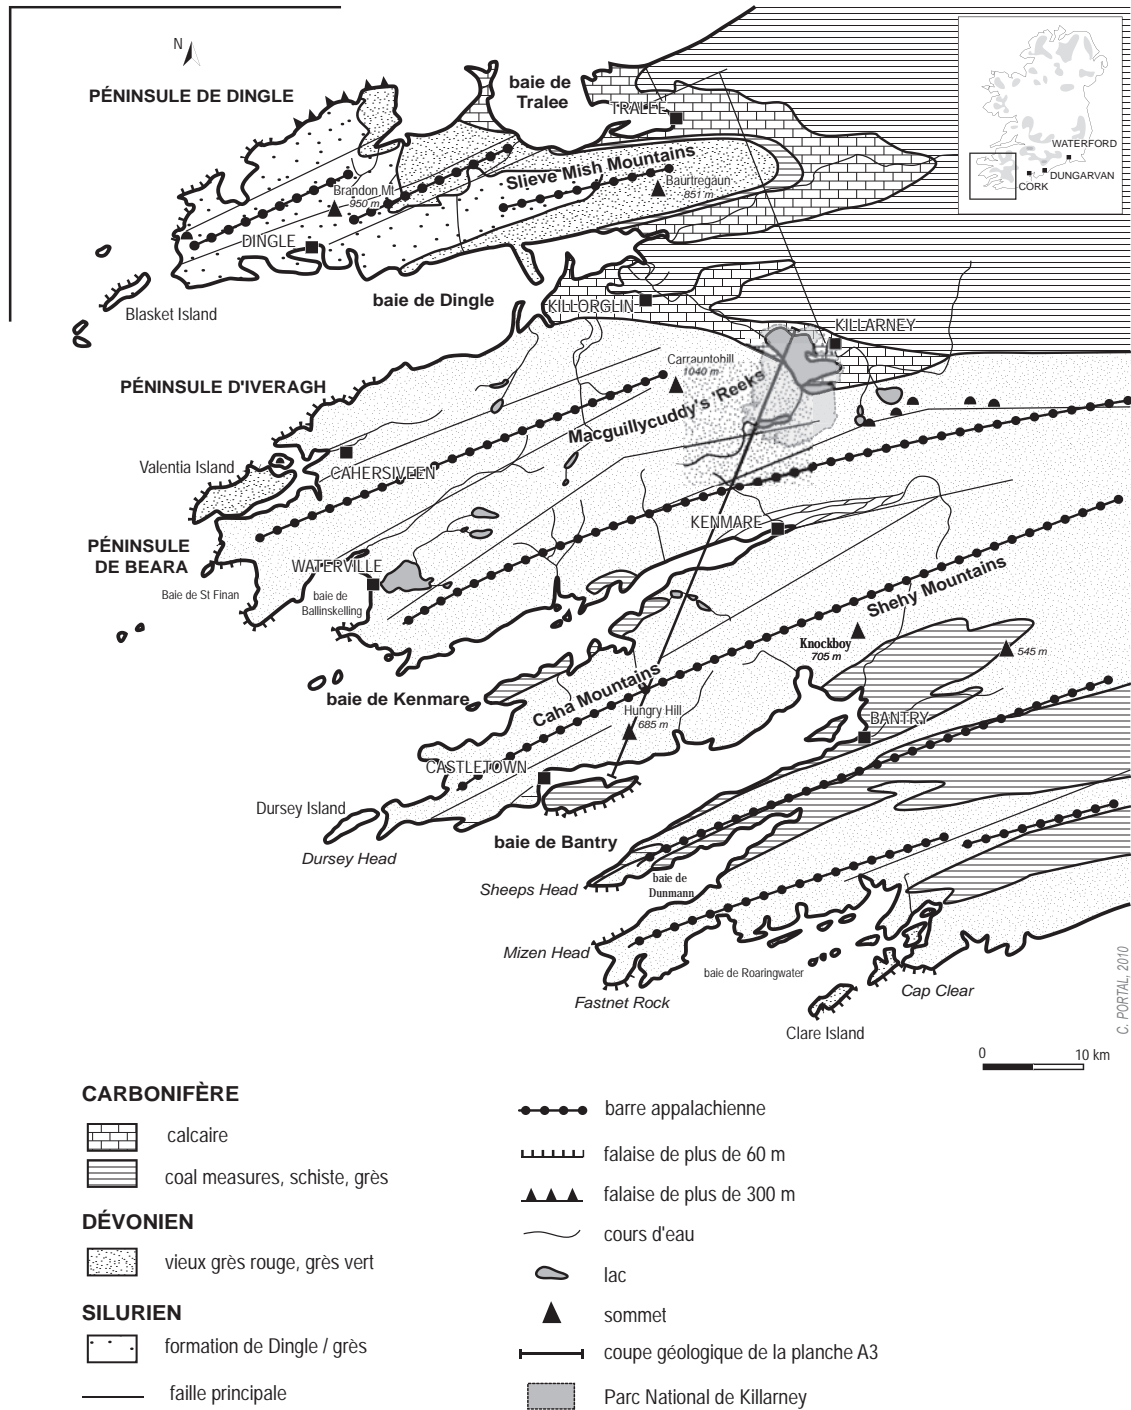 N
PÉNINSULE DE DINGLE
baie de
Tralee
TRALEE
WATERFORD
DUNGARVAN
CORK
Slieve Mish Mountains
Baurtregaun
851 m
Brandon Mt
950 m
DINGLE
baie de Dingle
Blasket Island
KILLORGLIN
KILLARNEY
Carrauntohill
1040 m
PÉNINSULE D'IVERAGH
Macguillycuddy's 'Reeks
Valentia Island
CAHERSIVEEN
KENMARE
PÉNINSULE
DE BEARA
WATERVILLE
Baie de St Finan
baie de
Ballinskelling
Shehy Mountains
Knockboy
705 m
545 m
baie de Kenmare
Caha Mountains
Hungry Hill
685 m
BANTRY
CASTLETOWN
Dursey Island
baie de Bantry
Dursey Head
Sheeps Head
baie de
Dunmann
Mizen Head
baie de Roaringwater
Fastnet Rock
Cap Clear
Clare Island
C. PORTAL, 2010
0 10 km
CARBONIFÈRE
calcaire
coal measures, schiste, grès
DÉVONIEN
vieux grès rouge, grès vert
SILURIEN
formation de Dingle / grès
faille principale
barre appalachienne
falaise de plus de 60 m
falaise de plus de 300 m
cours d'eau
lac
sommet
coupe géologique de la planche A3
Parc National de Killarney